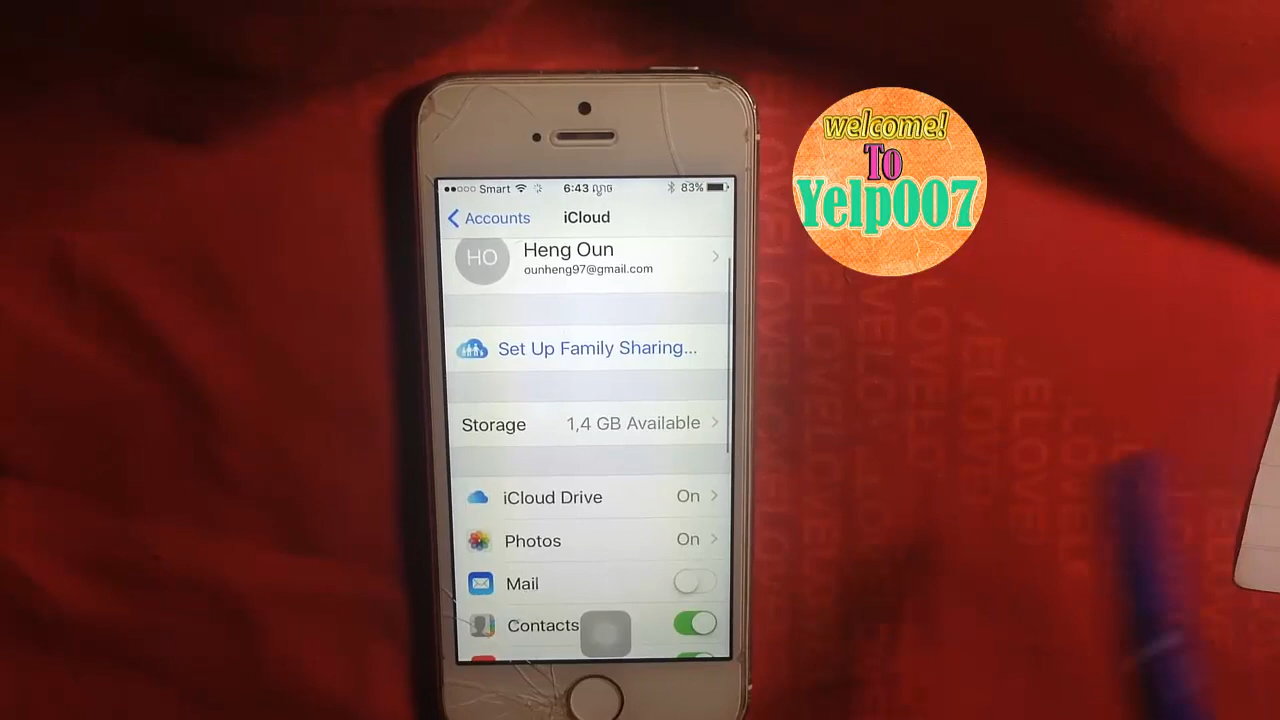 welcome!
To
Yelp007
Smart 6:43 ល្ងាច 83%
Accounts iCloud
HO
Heng Oun
ounheng97@gmail.com
Set Up Family Sharing...
Storage 1,4 GB Available
iCloud Drive On
Photos On
Mail
Contacts